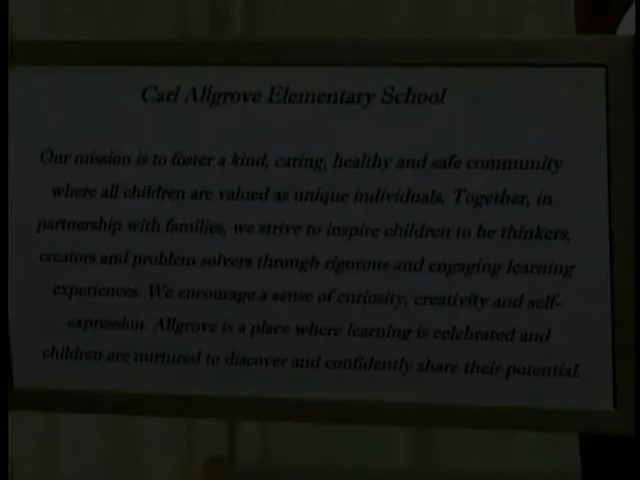 Carl Allgrove Elementary School
Our mission is to foster a kind, caring, healthy and safe community
where all children are valued as unique individuals. Together, in
partnership with families, we strive to inspire children to be thinkers,
creators and problem solvers through rigorous and engaging learning
experiences. We encourage a sense of curiosity, creativity and self-
expression. Allgrove is a place where learning is celebrated and
children are nurtured to discover and confidently share their potential.